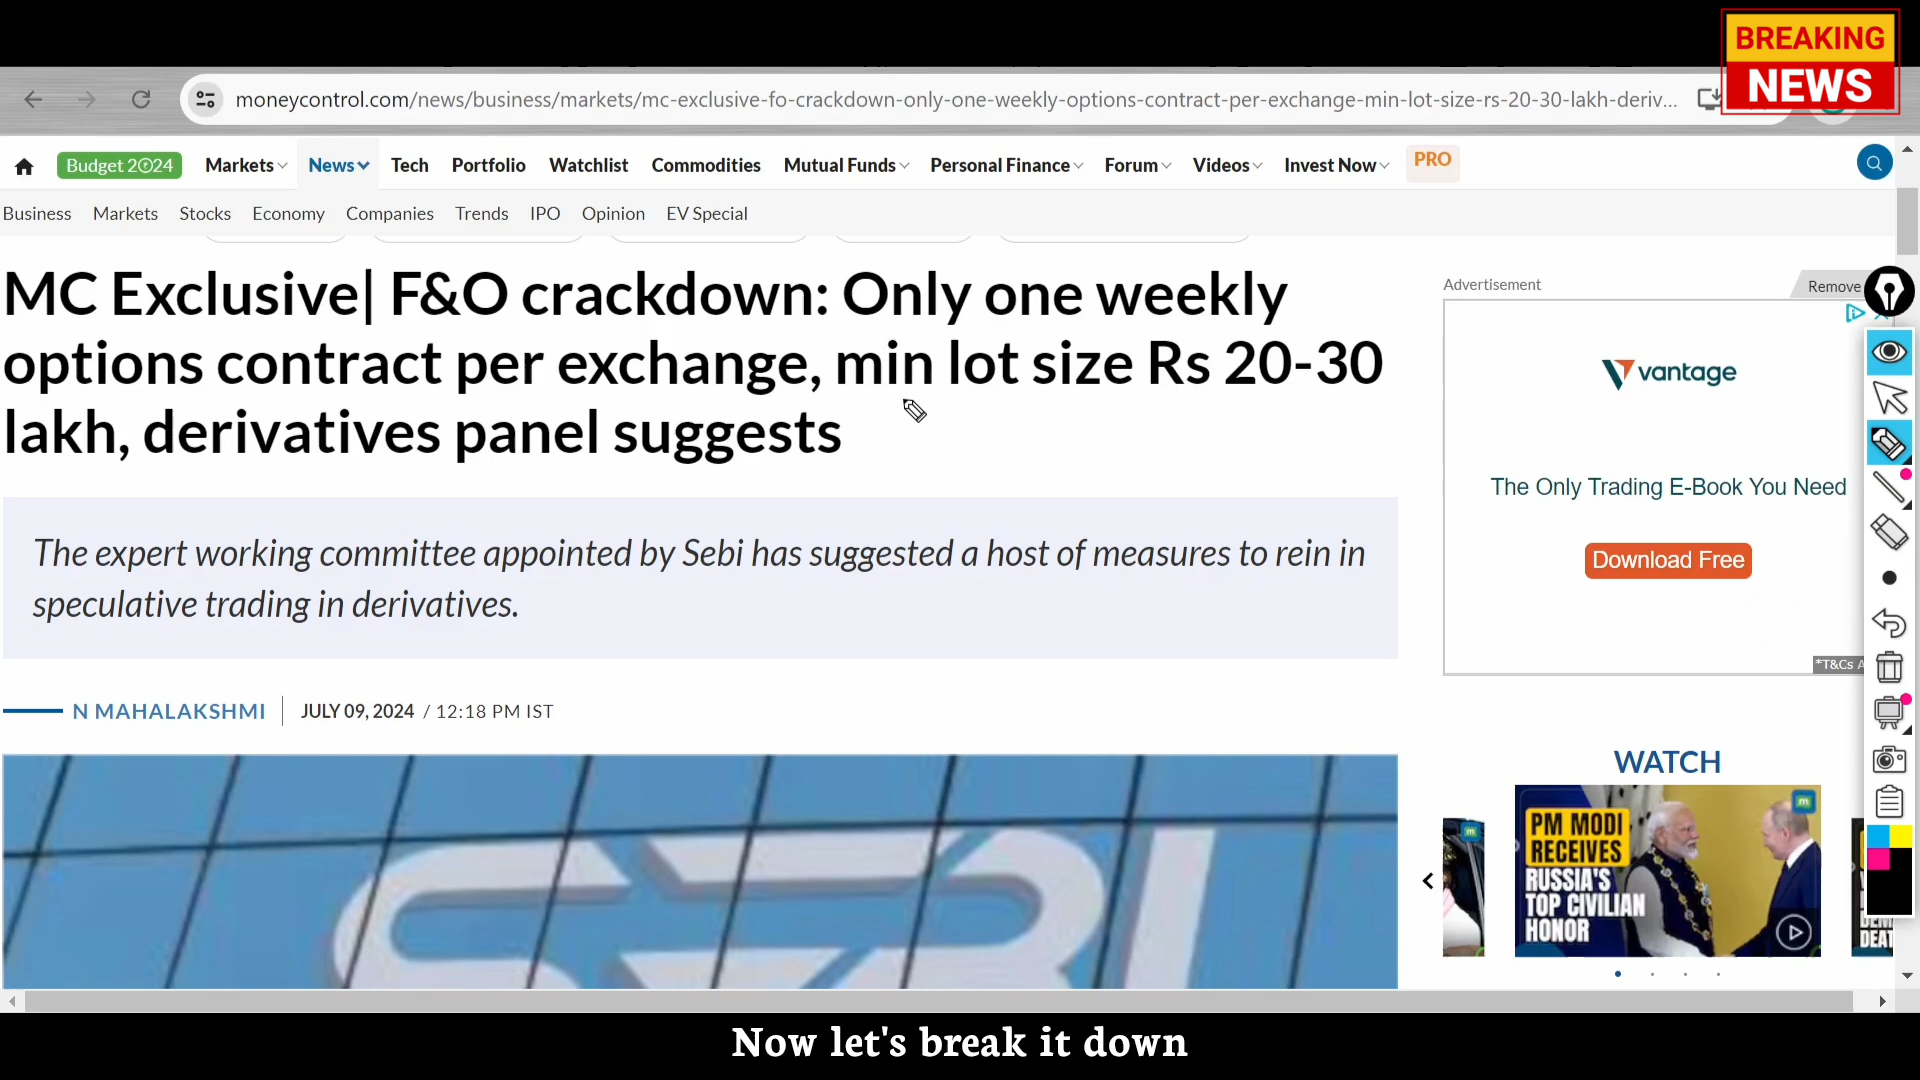 BREAKING
NEWS
moneycontrol.com/news/business/markets/mc-exclusive-fo-crackdown-only-one-weekly-options-contract-per-exchange-min-lot-size-rs-20-30-lakh-deriv...
Budget 2024 Markets News Tech Portfolio Watchlist Commodities Mutual Funds Personal Finance Forum Videos Invest Now PRO
Business Markets Stocks Economy Companies Trends IPO Opinion EV Special
MC Exclusive| F&O crackdown: Only one weekly
options contract per exchange, min lot size Rs 20-30
lakh, derivatives panel suggests
The expert working committee appointed by Sebi has suggested a host of measures to rein in
speculative trading in derivatives.
N MAHALAKSHMI JULY 09, 2024 / 12:18 PM IST
SEBI
Advertisement
Remove
vantage
The Only Trading E-Book You Need
Download Free
*T&Cs A
WATCH
PM MODI
RECEIVES
RUSSIA'S
TOP CIVILIAN
HONOR
Now let's break it down